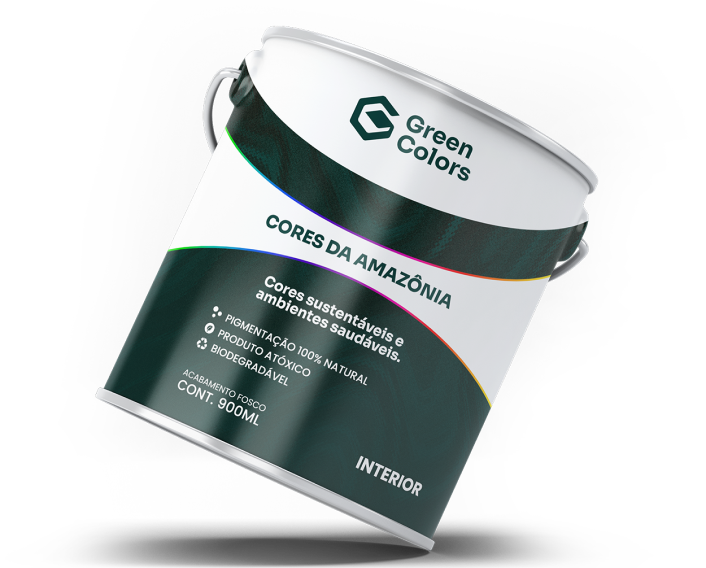 Green
Colors
CORES DA AMAZÔNIA
Cores sustentáveis e
ambientes saudáveis.
PIGMENTAÇÃO 100% NATURAL
PRODUTO ATÓXICO
BIODEGRADÁVEL
ACABAMENTO FOSCO
CONT. 900ML
INTERIOR